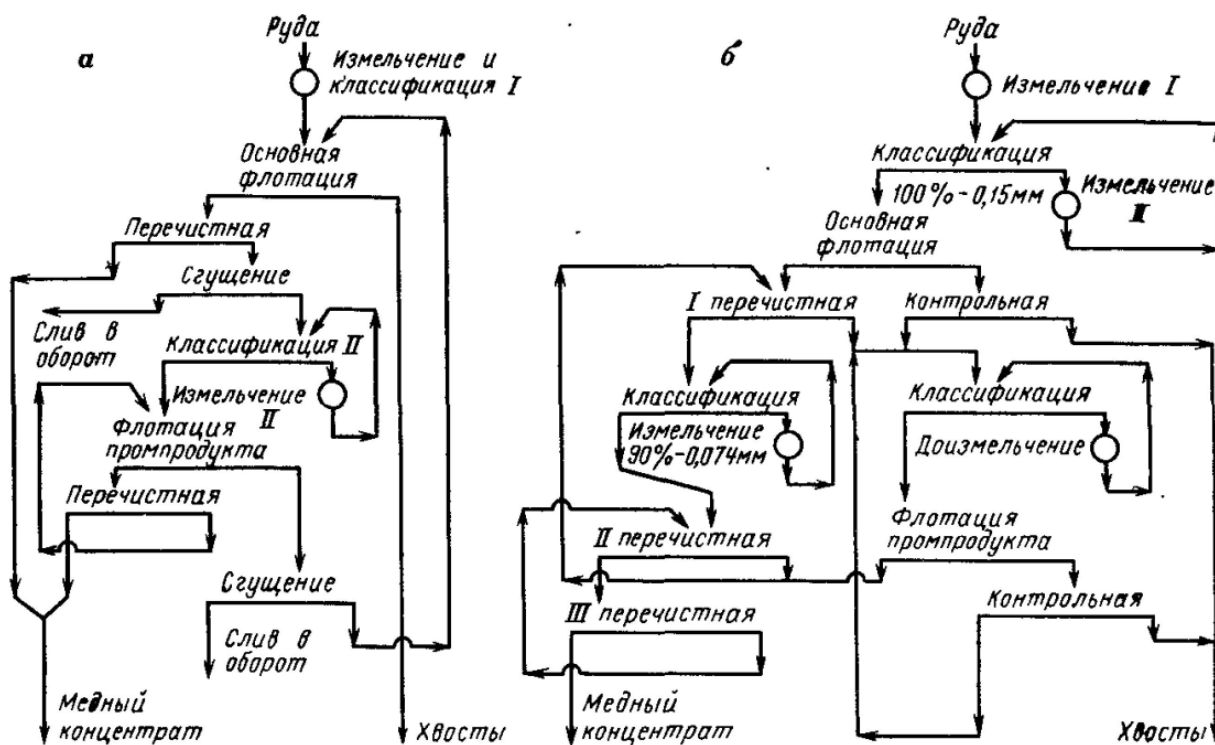 а
Руда
Измельчение и
классификация I
Основная
флотация
Перечистная
Сгущение
Слив в
оборот
Классификация II
Измельчение
II
Флотация
промпродукта
Перечистная
Сгущение
Слив в
оборот
Медный
концентрат
Хвосты
б
Руда
Измельчение I
Классификация
100%-0,15мм
Измельчение
II
Основная
флотация
I перечистная
Контрольная
Классификация
Измельчение
90%-0,074мм
Классификация
Доизмельчение
II перечистная
Флотация
промпродукта
III перечистная
Контрольная
Медный
концентрат
Хвосты